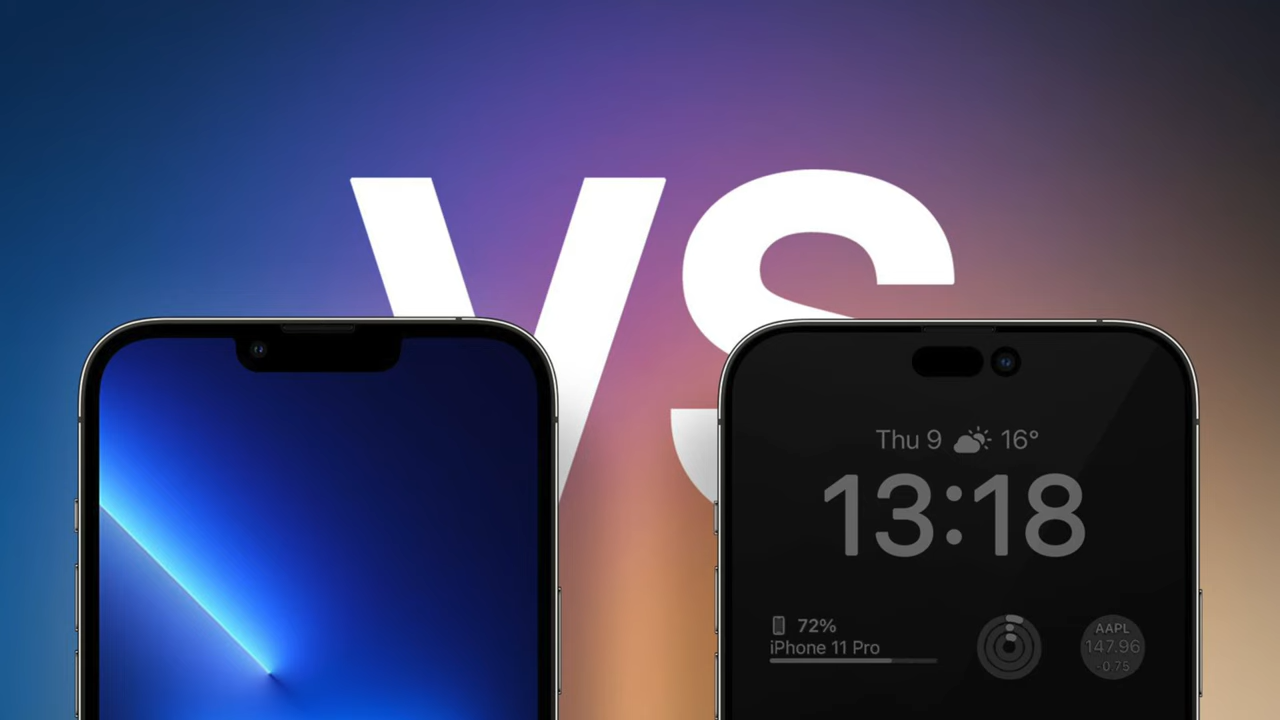 VS
Thu 9 16°
13:18
72%
iPhone 11 Pro
AAPL
147.96
-0.75